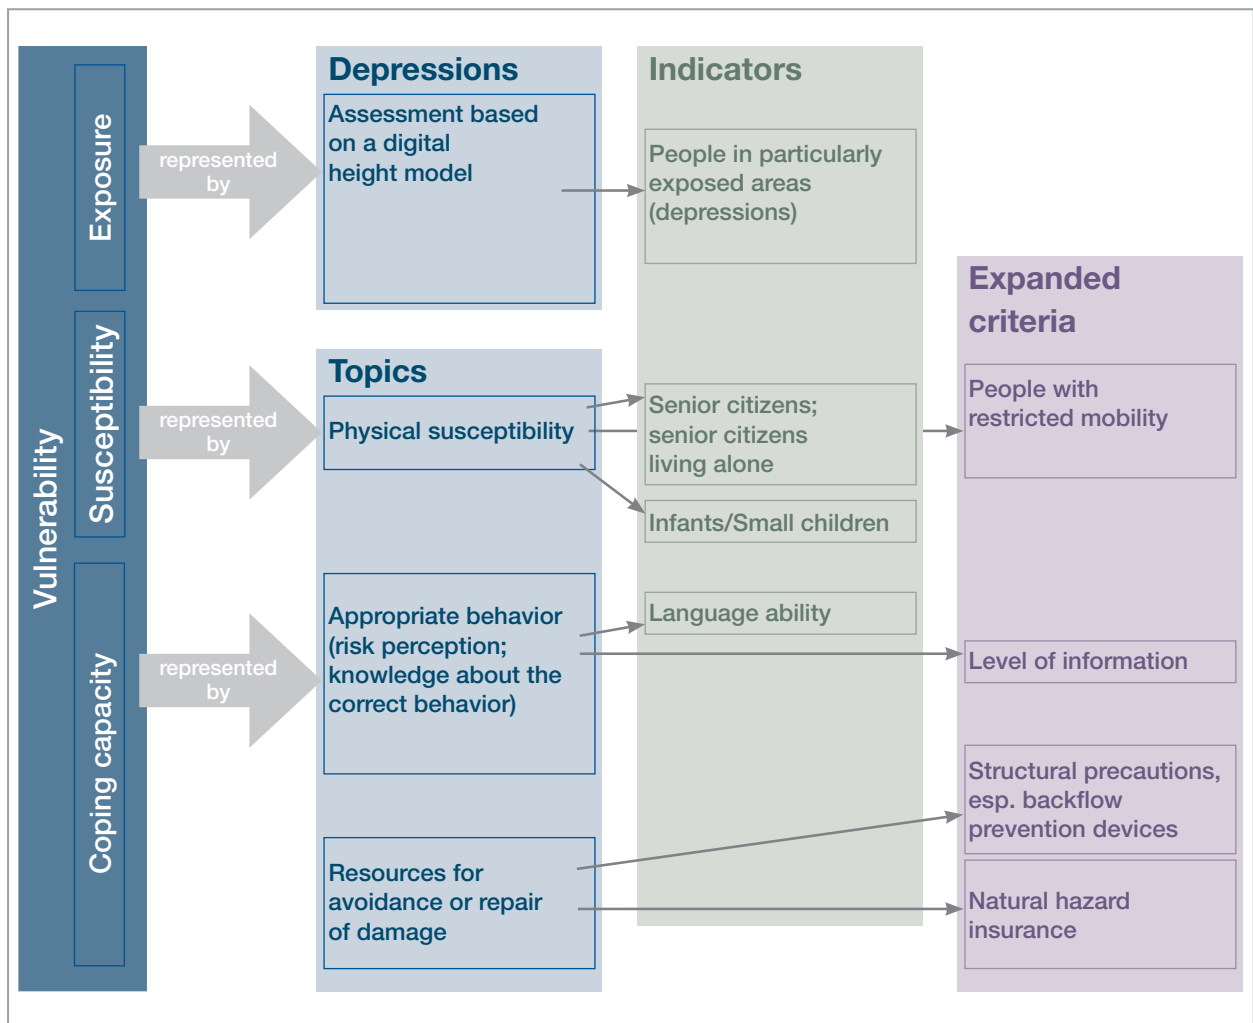 Vulnerability
Exposure
Susceptibility
Coping capacity
represented
by
represented
by
represented
by
Depressions
Assessment based
on a digital
height model
Topics
Physical susceptibility
Appropriate behavior
(risk perception;
knowledge about the
correct behavior)
Resources for
avoidance or repair
of damage
Indicators
People in particularly
exposed areas
(depressions)
Senior citizens;
senior citizens
living alone
Infants/Small children
Language ability
Expanded
criteria
People with
restricted mobility
Level of information
Structural precautions,
esp. backflow
prevention devices
Natural hazard
insurance